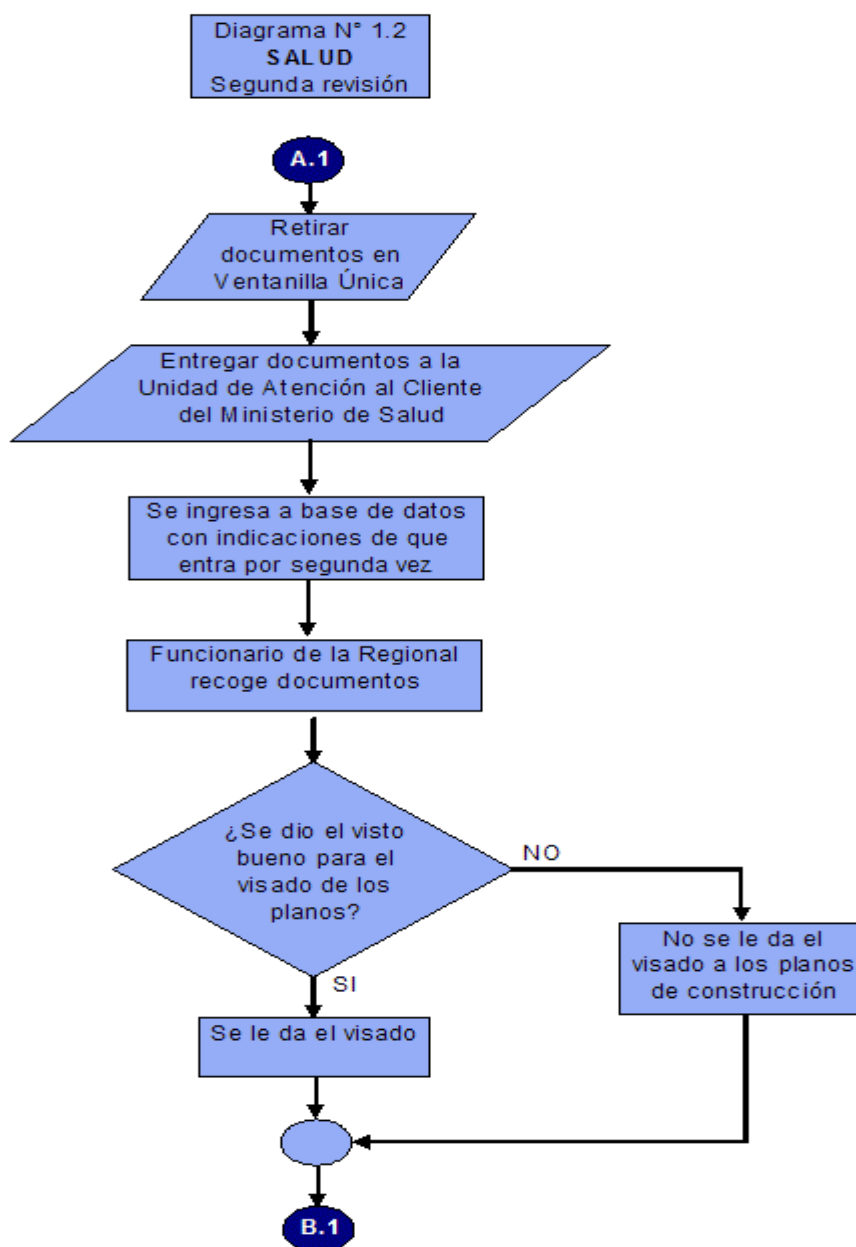 Diagrama N° 1.2
SALUD
Segunda revisión
A.1
Retirar
documentos en
Ventanilla Única
Entregar documentos a la
Unidad de Atención al Cliente
del Ministerio de Salud
Se ingresa a base de datos
con indicaciones de que
entra por segunda vez
Funcionario de la Regional
recoge documentos
¿Se dio el visto
bueno para el
visado de los
planos?
NO
No se le da el
visado a los planos
de construcción
SI
Se le da el visado
B.1